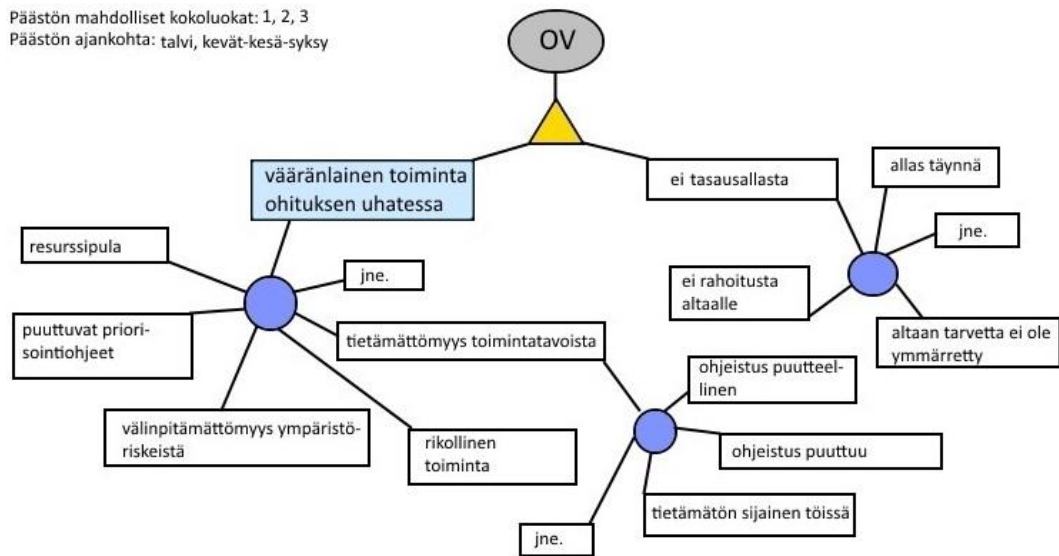 Päästön mahdolliset kokoluokat: 1, 2, 3
Päästön ajankohta: talvi, kevät-kesä-syksy
OV
vääränlainen toiminta
ohituksen uhatessa
ei tasausallasta
allas täynnä
jne.
ei rahoitusta
altaalle
altaan tarvetta ei ole
ymmärretty
resurssipula
jne.
puuttuvat priori-
sointiohjeet
tietämättömyys toimintatavoista
välinpitämättömyys ympäristö-
riskeistä
rikollinen
toiminta
ohjeistus puutteel-
linen
ohjeistus puuttuu
tietämätön sijainen töissä
jne.